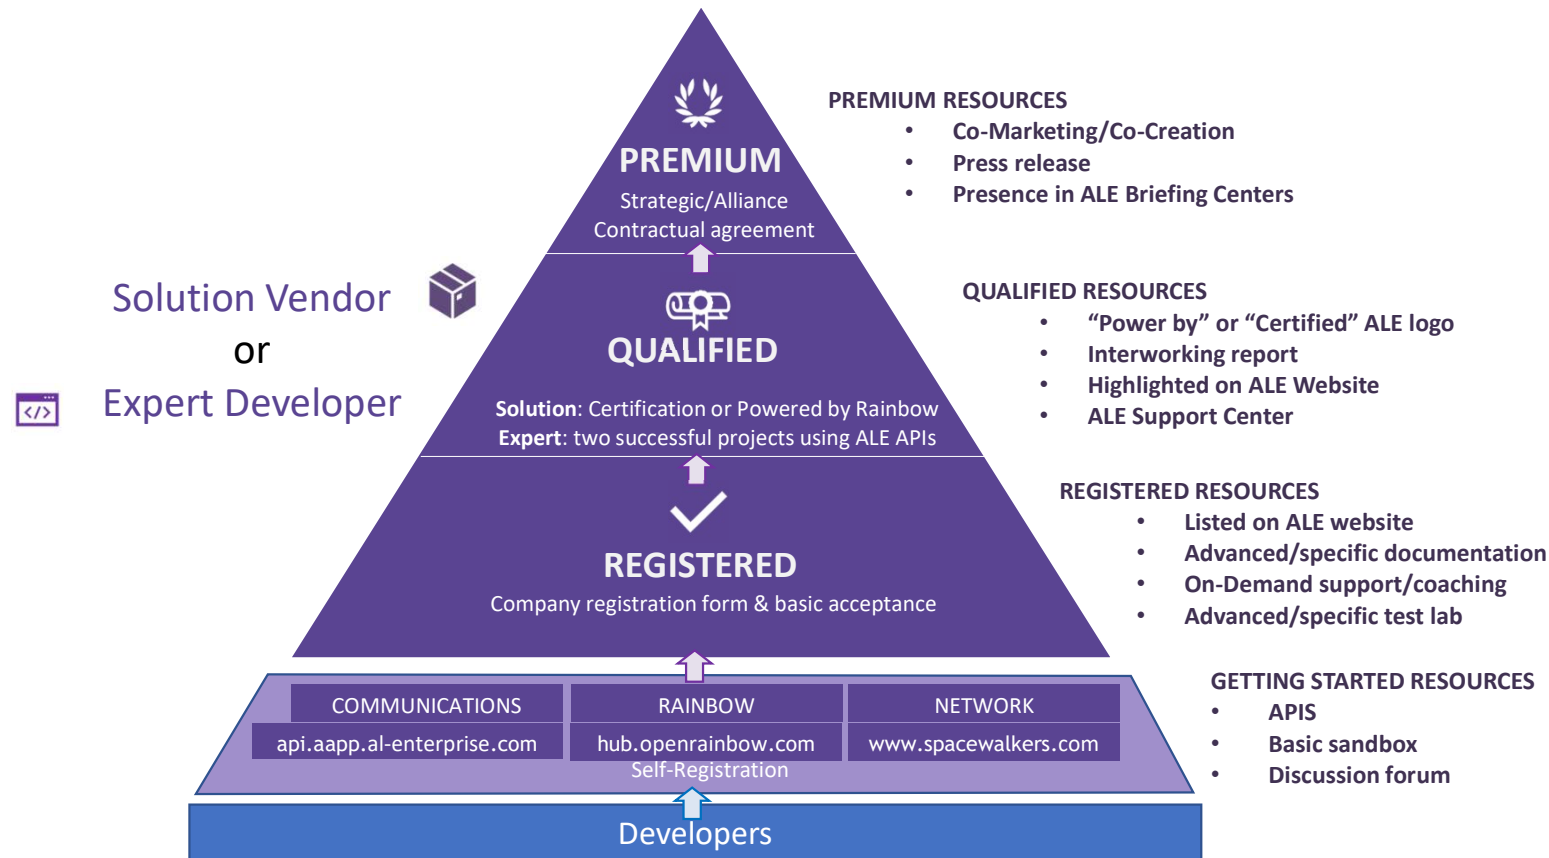 PREMIUM
Strategic/Alliance
Contractual agreement
PREMIUM RESOURCES
• Co-Marketing/Co-Creation
• Press release
• Presence in ALE Briefing Centers
Solution Vendor
or
Expert Developer
</>
QUALIFIED
Solution: Certification or Powered by Rainbow
Expert: two successful projects using ALE APIs
QUALIFIED RESOURCES
• “Power by” or “Certified” ALE logo
• Interworking report
• Highlighted on ALE Website
• ALE Support Center
REGISTERED
Company registration form & basic acceptance
REGISTERED RESOURCES
• Listed on ALE website
• Advanced/specific documentation
• On-Demand support/coaching
• Advanced/specific test lab
COMMUNICATIONS
RAINBOW
NETWORK
api.aapp.al-enterprise.com
hub.openrainbow.com
www.spacewalkers.com
Self-Registration
GETTING STARTED RESOURCES
• APIS
• Basic sandbox
• Discussion forum
Developers